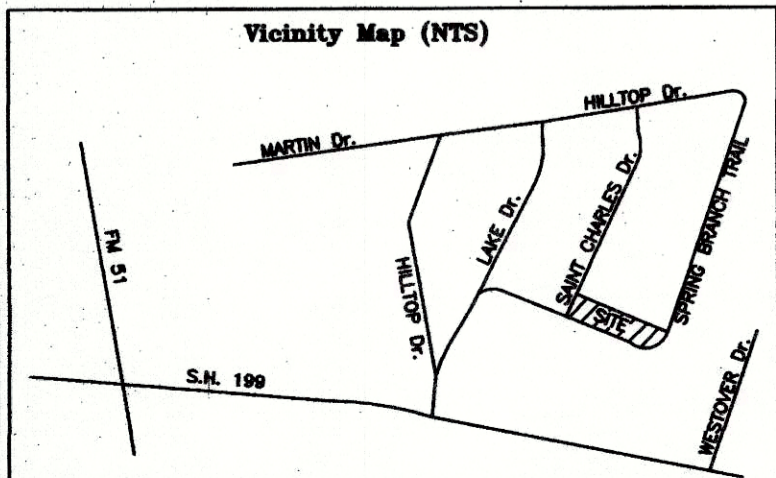 Vicinity Map (NTS)
HILLTOP Dr.
MARTIN Dr.
SPRING BRANCH TRAIL
SAINT CHARLES Dr.
LAKE Dr.
FM 51
HILLTOP Dr.
SITE
S.H. 199
WESTOVER Dr.